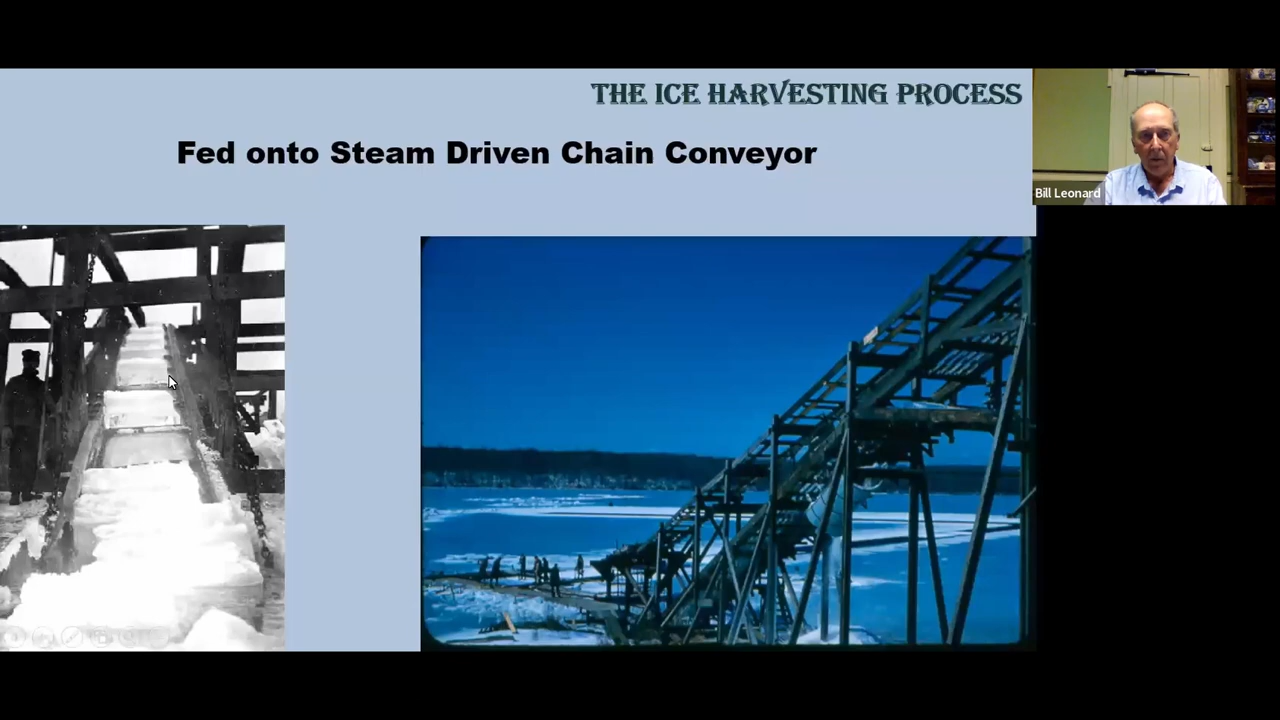 THE ICE HARVESTING PROCESS
Fed onto Steam Driven Chain Conveyor
Bill Leonard